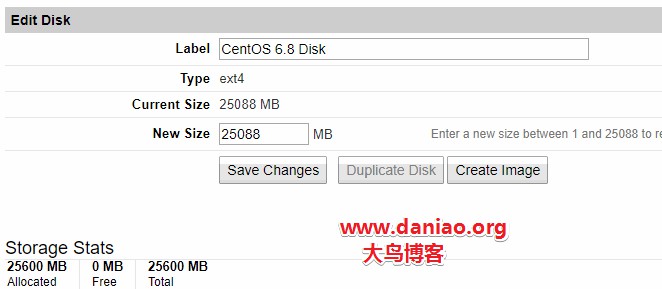 Edit Disk
Label CentOS 6.8 Disk
Type ext4
Current Size 25088 MB
New Size 25088 MB Enter a new size between 1 and 25088 to
Save Changes Duplicate Disk Create Image
www.daniao.org
大鸟博客
Storage Stats
25600 MB 0 MB 25600 MB
Allocated Free Total